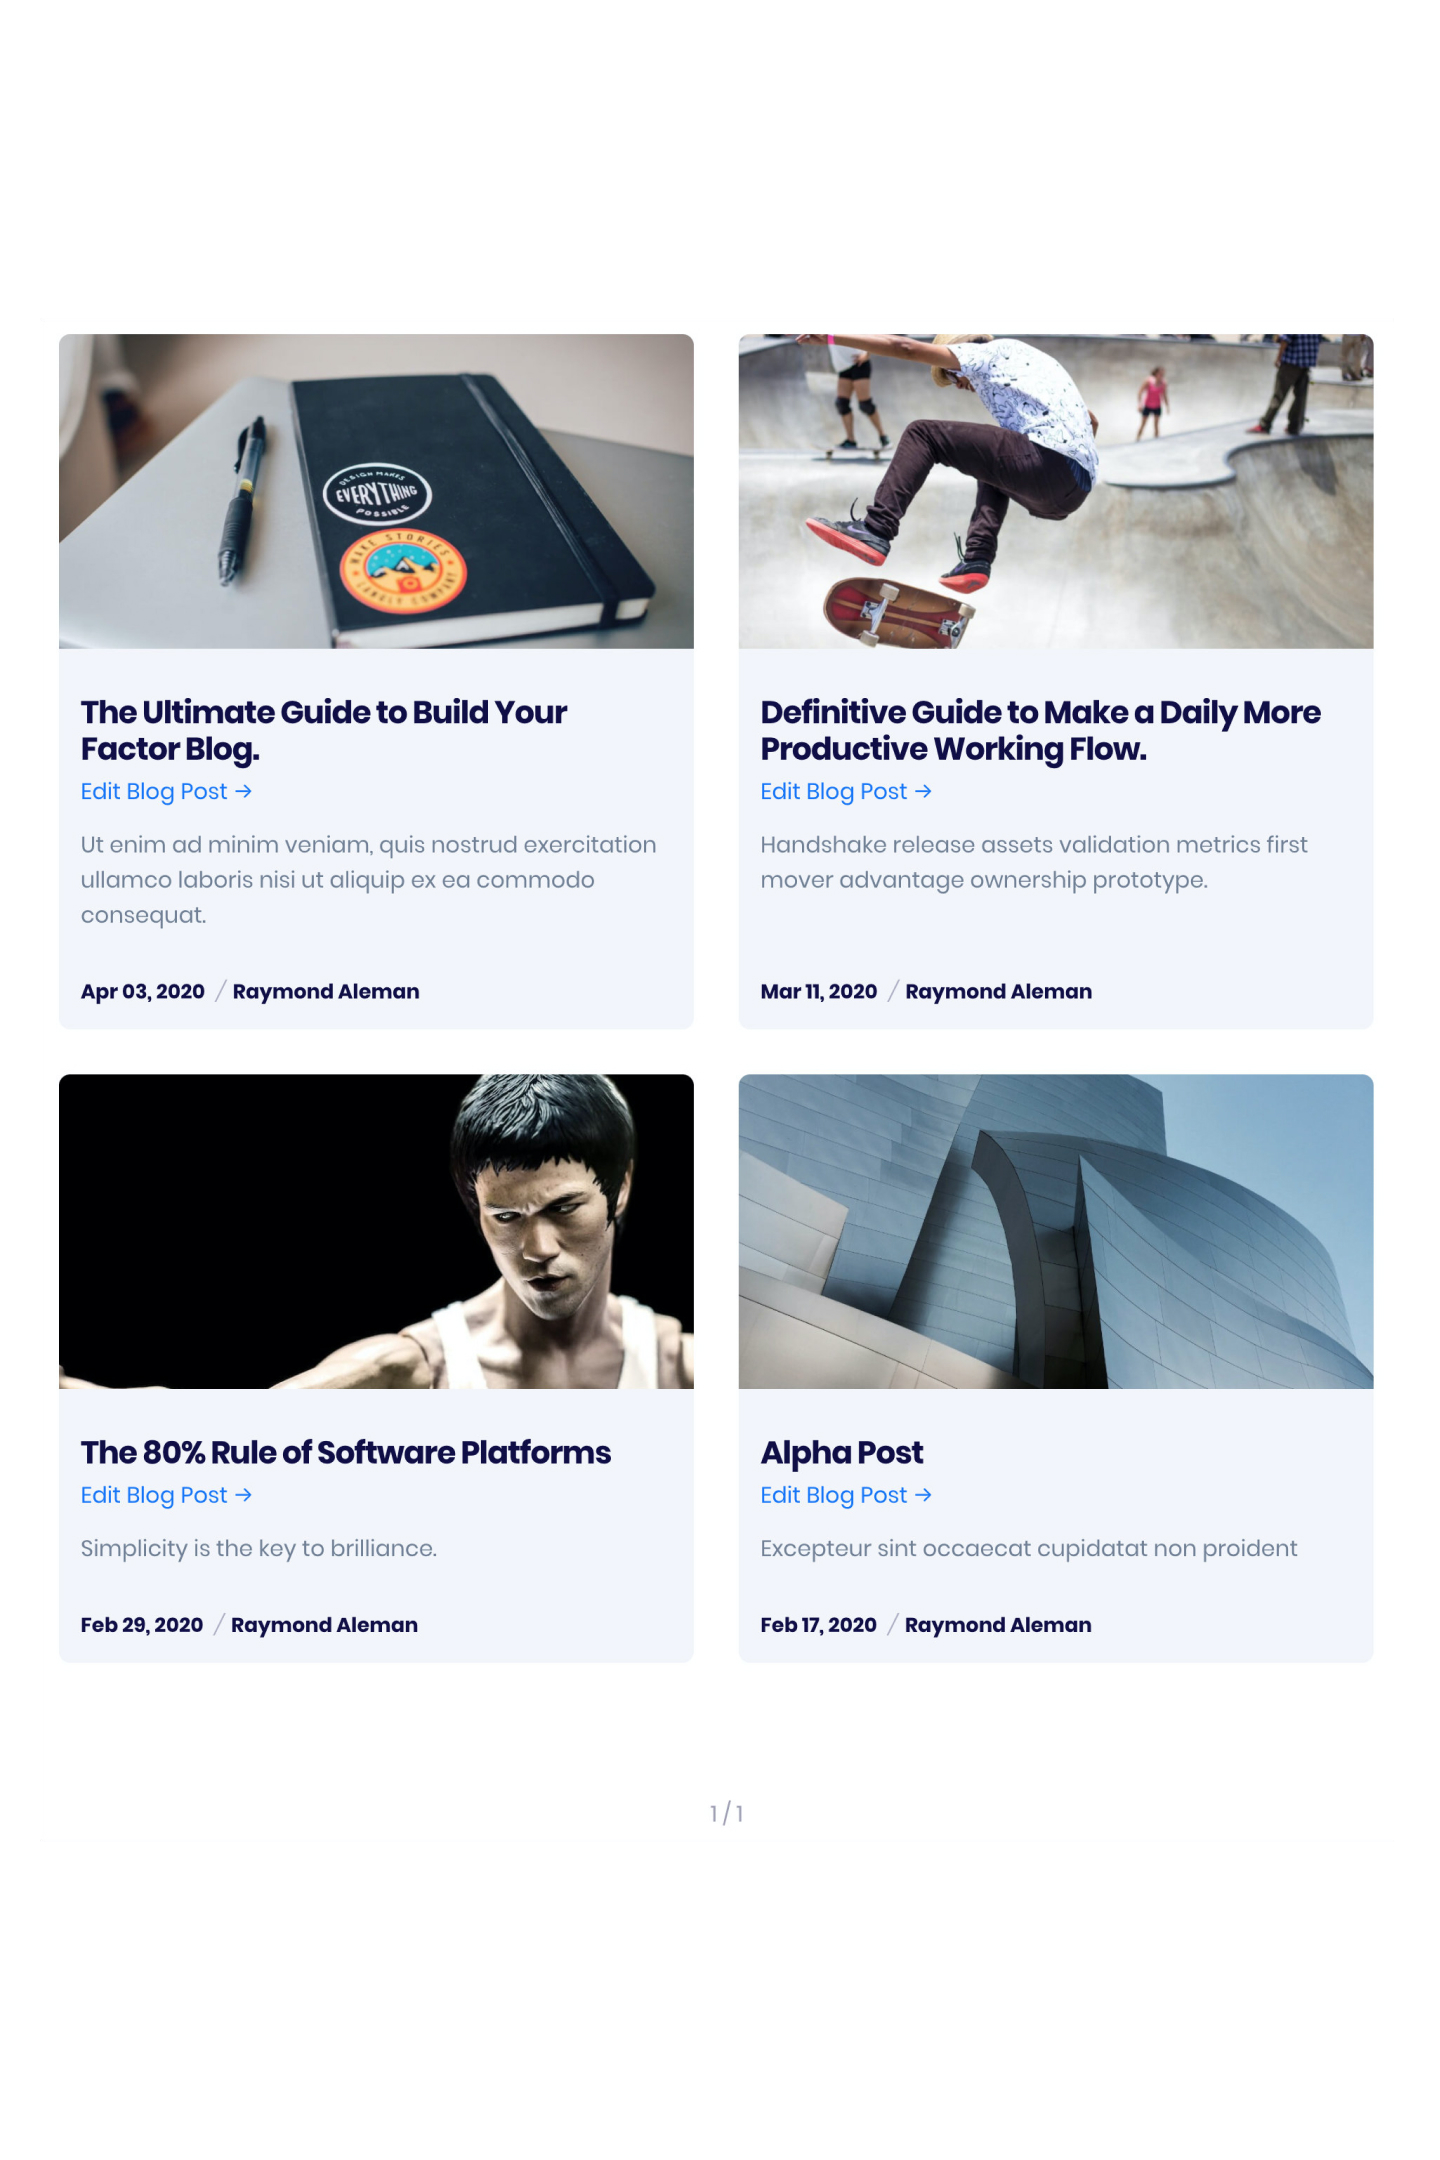 DESIGN MAKES
EVERYTHING
POSSIBLE
MAKE STORIES
FAMILY COMPANY
The Ultimate Guide to Build Your
Factor Blog.
Edit Blog Post →
Ut enim ad minim veniam, quis nostrud exercitation
ullamco laboris nisi ut aliquip ex ea commodo
consequat.
Apr 03, 2020 / Raymond Aleman
Definitive Guide to Make a Daily More
Productive Working Flow.
Edit Blog Post →
Handshake release assets validation metrics first
mover advantage ownership prototype.
Mar 11, 2020 / Raymond Aleman
The 80% Rule of Software Platforms
Edit Blog Post →
Simplicity is the key to brilliance.
Feb 29, 2020 / Raymond Aleman
Alpha Post
Edit Blog Post →
Excepteur sint occaecat cupidatat non proident
Feb 17, 2020 / Raymond Aleman
1 / 1